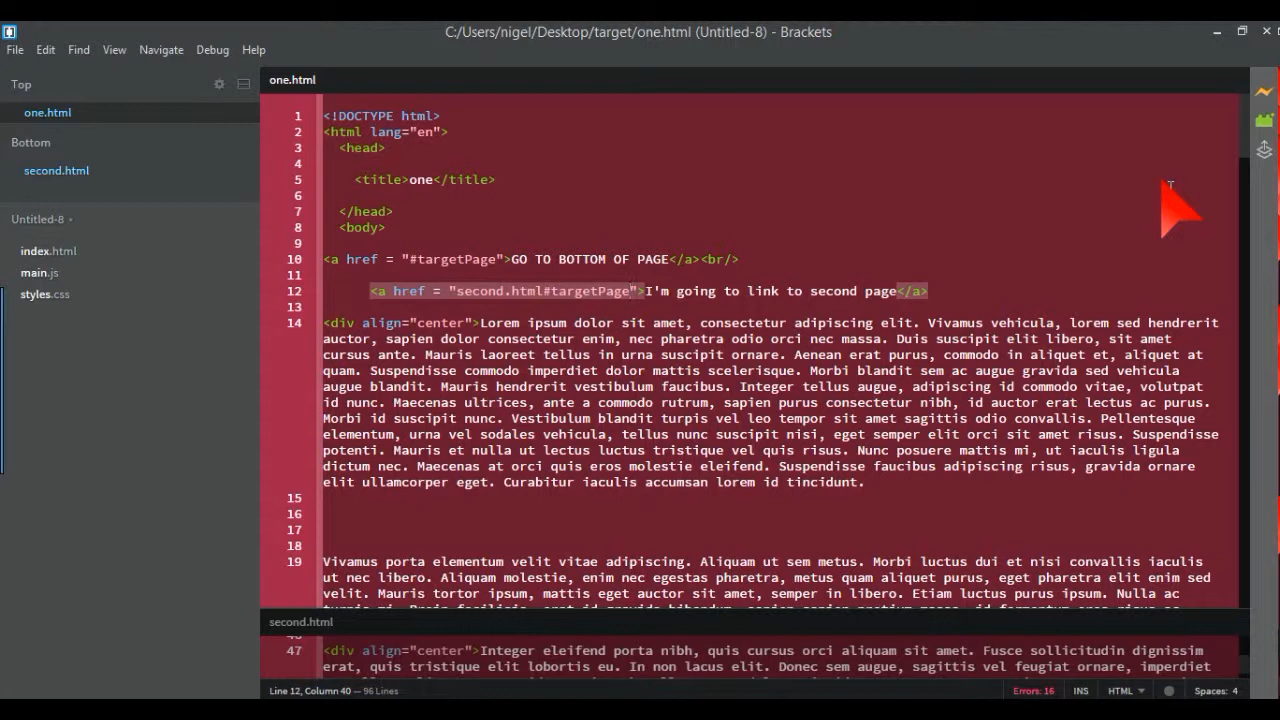 C:/Users/nigel/Desktop/target/one.html (Untitled-8) - Brackets
File Edit Find View Navigate Debug Help
Top
one.html
Bottom
second.html
Untitled-8
index.html
main.js
styles.css
one.html
1 <!DOCTYPE html>
2 <html lang="en">
3 <head>
4
5 <title>one</title>
6
7 </head>
8 <body>
9
10 <a href = "#targetPage">GO TO BOTTOM OF PAGE</a><br/>
11
12 <a href = "second.html#targetPage">I'm going to link to second page</a>
13
14 <div align="center">Lorem ipsum dolor sit amet, consectetur adipiscing elit. Vivamus vehicula, lorem sed hendrerit
auctor, sapien dolor consectetur enim, nec pharetra odio orci nec massa. Duis suscipit elit libero, sit amet
cursus ante. Mauris laoreet tellus in urna suscipit ornare. Aenean erat purus, commodo in aliquet et, aliquet at
quam. Suspendisse commodo imperdiet dolor mattis scelerisque. Morbi blandit sem ac augue gravida sed vehicula
augue blandit. Mauris hendrerit vestibulum faucibus. Integer tellus augue, adipiscing id commodo vitae, volutpat
id nunc. Maecenas ultrices, ante a commodo rutrum, sapien purus consectetur nibh, id auctor erat lectus ac purus.
Morbi id suscipit nunc. Vestibulum blandit turpis vel leo tempor sit amet sagittis odio convallis. Pellentesque
elementum, urna vel sodales vehicula, tellus nunc suscipit nisi, eget semper elit orci sit amet risus. Suspendisse
potenti. Mauris et nulla ut lectus luctus tristique vel quis risus. Nunc posuere mattis mi, ut iaculis ligula
dictum nec. Maecenas at orci quis eros molestie eleifend. Suspendisse faucibus adipiscing risus, gravida ornare
elit ullamcorper eget. Curabitur iaculis accumsan lorem id tincidunt.
15
16
17
18
19 Vivamus porta elementum velit vitae adipiscing. Aliquam ut sem metus. Morbi luctus dui et nisi convallis iaculis
ut nec libero. Aliquam molestie, enim nec egestas pharetra, metus quam aliquet purus, eget pharetra elit enim sed
velit. Mauris tortor ipsum, mattis eget auctor sit amet, semper in libero. Etiam luctus purus ipsum. Nulla ac
second.html
47 <div align="center">Integer eleifend porta nibh, quis cursus orci aliquam sit amet. Fusce sollicitudin dignissim
erat, quis tristique elit lobortis eu. In non lacus elit. Donec sem augue, sagittis vel feugiat ornare, imperdiet
Line 12, Column 40 — 96 Lines
Errors: 16 INS HTML Spaces: 4